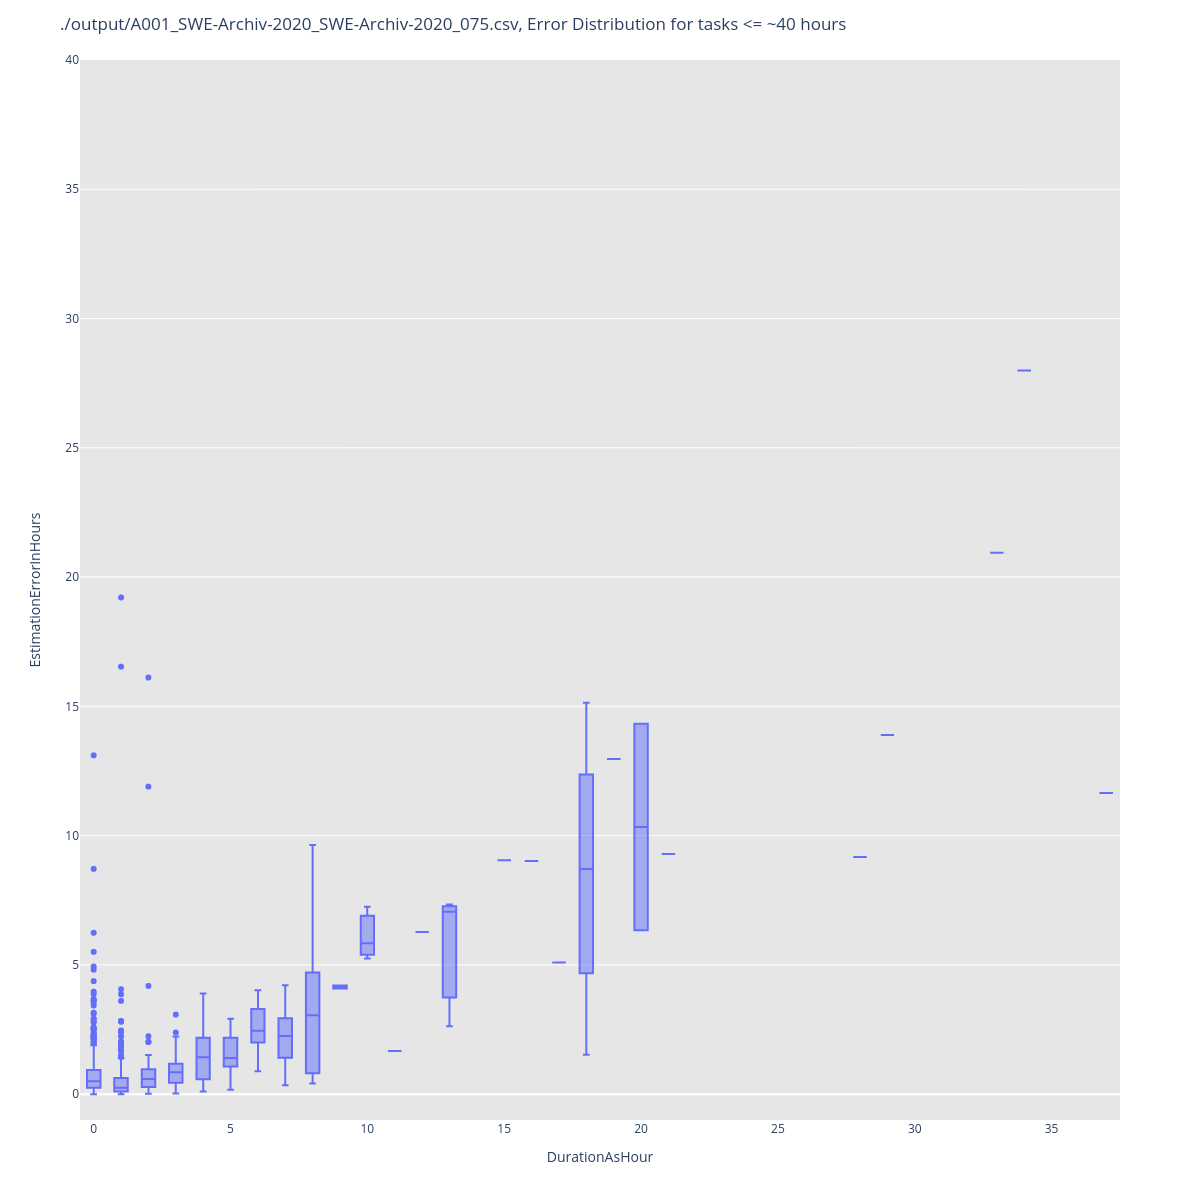 ./output/A001_SWE-Archiv-2020_SWE-Archiv-2020_075.csv, Error Distribution for tasks <= ~40 hours
40
35
30
25
20
15
10
5
0
EstimationErrorInHours
0 5 10 15 20 25 30 35
DurationAsHour